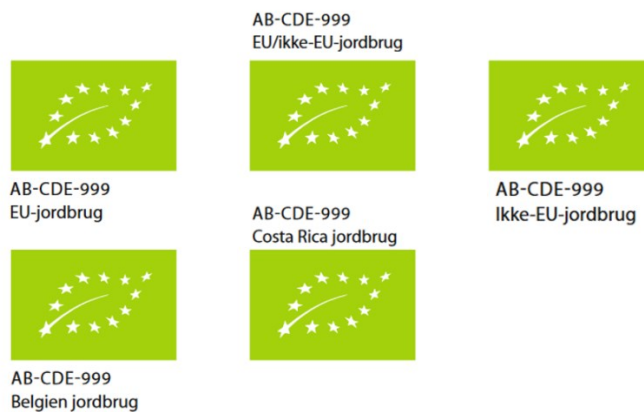 AB-CDE-999
EU/ikke-EU-jordbrug
AB-CDE-999
EU-jordbrug
AB-CDE-999
Ikke-EU-jordbrug
AB-CDE-999
Costa Rica jordbrug
AB-CDE-999
Belgien jordbrug